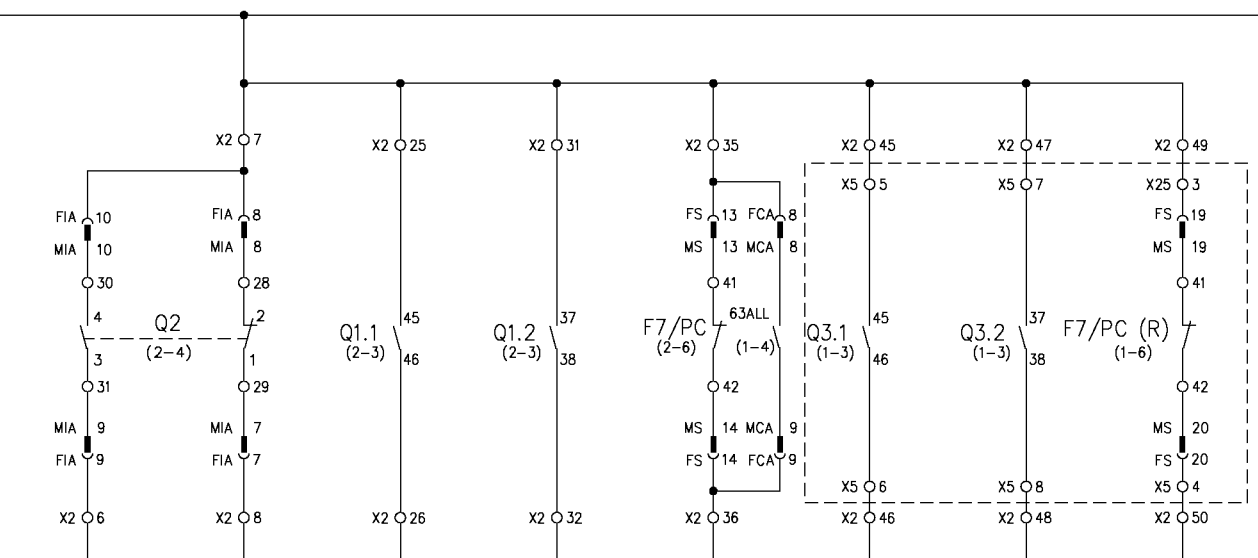 X2 7
X2 25
X2 31
X2 35
X2 45
X2 47
X2 49
X5 5
X5 7
X25 3
FIA 10
FIA 8
FS 13
FCA 8
FS 19
MIA 10
MIA 8
MS 13
MCA 8
MS 19
30
28
41
41
4
2
45
37
63ALL
45
37
Q2
Q1.1
Q1.2
F7/PC
Q3.1
Q3.2
F7/PC (R)
(2-4)
(2-3)
(2-3)
(2-6)
(1-4)
(1-3)
(1-3)
(1-6)
3
1
46
38
46
38
31
29
42
42
MIA 9
MIA 7
MS 14
MCA 9
MS 20
FIA 9
FIA 7
FS 14
FCA 9
FS 20
X5 6
X5 8
X5 4
X2 6
X2 8
X2 26
X2 32
X2 36
X2 46
X2 48
X2 50